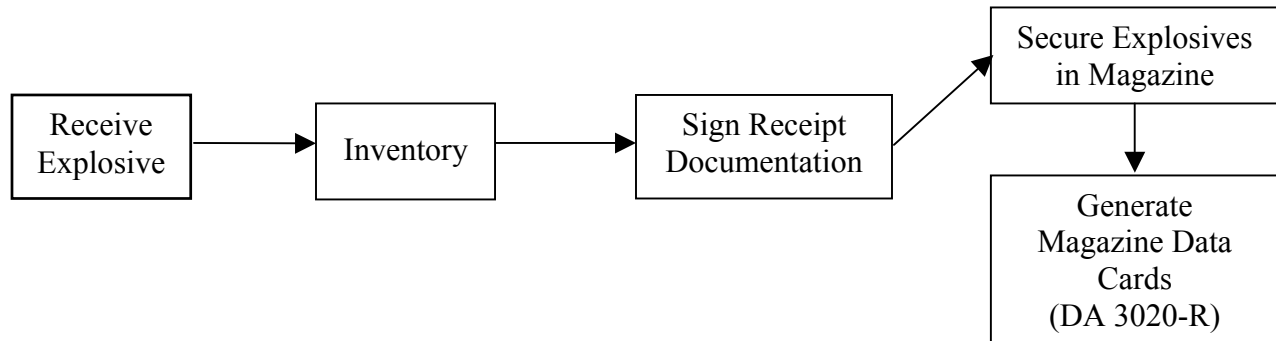 Receive
Explosive
Inventory
Sign Receipt
Documentation
Secure Explosives
in Magazine
Generate
Magazine Data
Cards
(DA 3020-R)